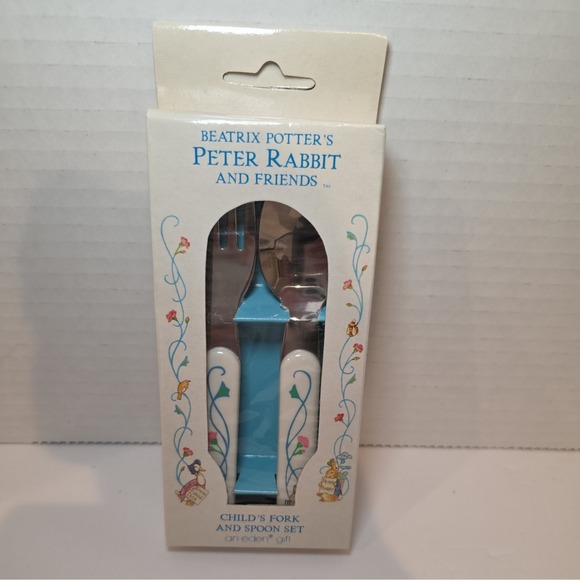 BEATRIX POTTER'S
PETER RABBIT
AND FRIENDS ™
CHILD'S FORK
AND SPOON SET
an eden® gift